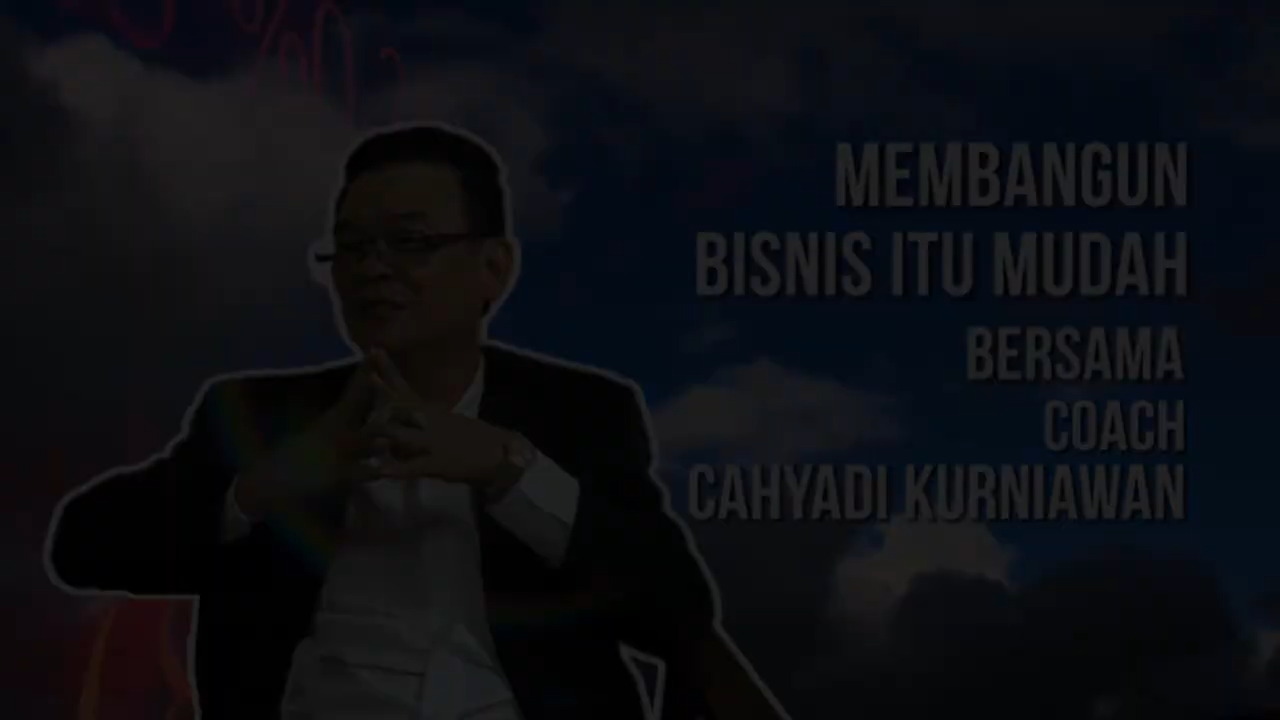 MEMBANGUN
BISNIS ITU MUDAH
BERSAMA
COACH
CAHYADI KURNIAWAN